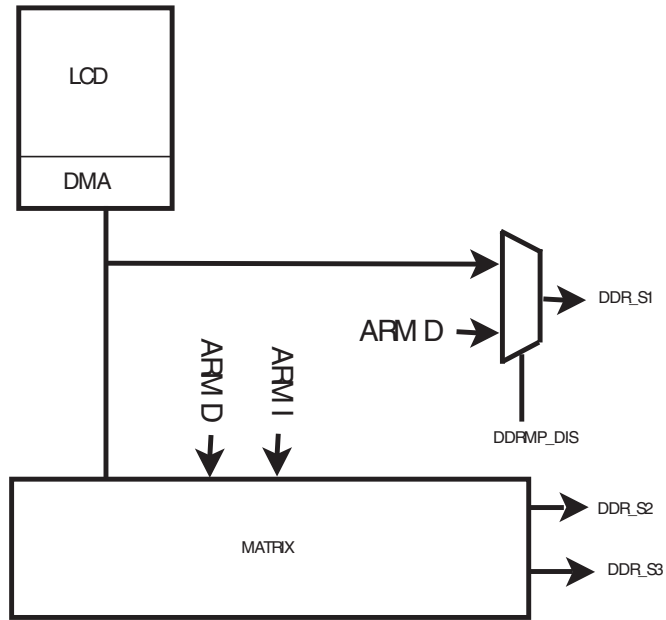 LCD
DMA
DDR_S1
ARM D
ARM D
ARM I
DDRMP_DIS
MATRIX
DDR_S2
DDR_S3